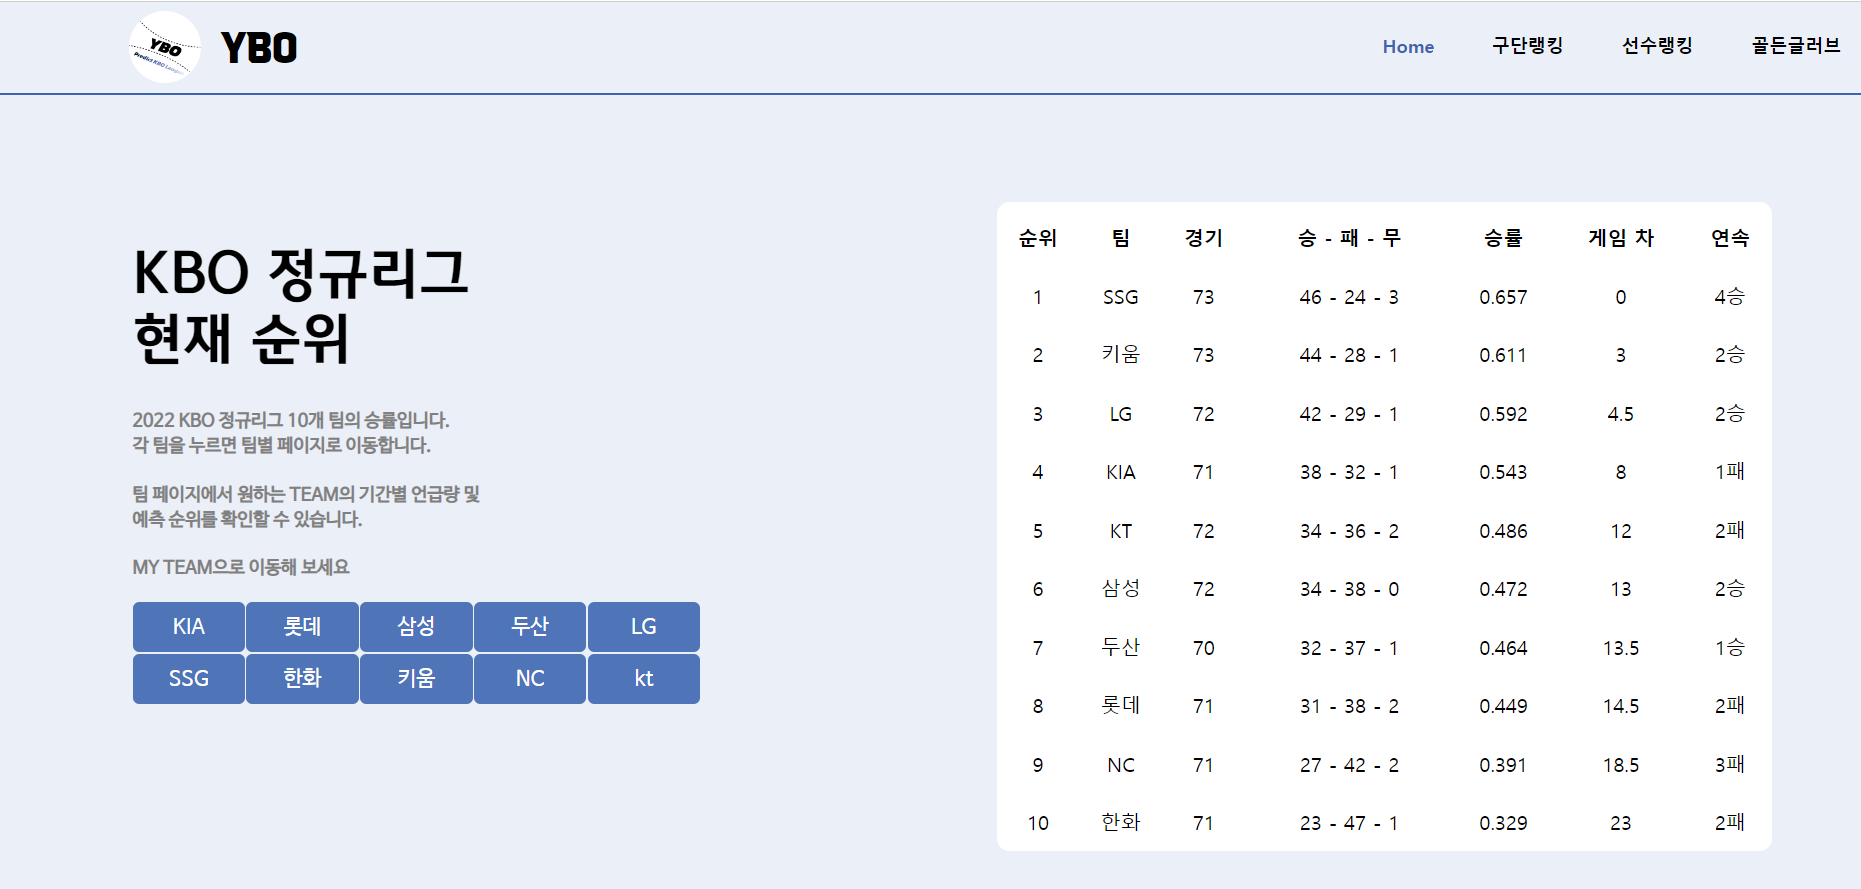 YBO
Predict KBO League
YBO
Home 구단랭킹 선수랭킹 골든글러브
KBO 정규리그
현재 순위
2022 KBO 정규리그 10개 팀의 승률입니다.
각 팀을 누르면 팀별 페이지로 이동합니다.
팀 페이지에서 원하는 TEAM의 기간별 언급량 및
예측 순위를 확인할 수 있습니다.
MY TEAM으로 이동해 보세요
KIA 롯데 삼성 두산 LG
SSG 한화 키움 NC kt
순위 팀 경기 승 - 패 - 무 승률 게임 차 연속
1 SSG 73 46 - 24 - 3 0.657 0 4승
2 키움 73 44 - 28 - 1 0.611 3 2승
3 LG 72 42 - 29 - 1 0.592 4.5 2승
4 KIA 71 38 - 32 - 1 0.543 8 1패
5 KT 72 34 - 36 - 2 0.486 12 2패
6 삼성 72 34 - 38 - 0 0.472 13 2승
7 두산 70 32 - 37 - 1 0.464 13.5 1승
8 롯데 71 31 - 38 - 2 0.449 14.5 2패
9 NC 71 27 - 42 - 2 0.391 18.5 3패
10 한화 71 23 - 47 - 1 0.329 23 2패